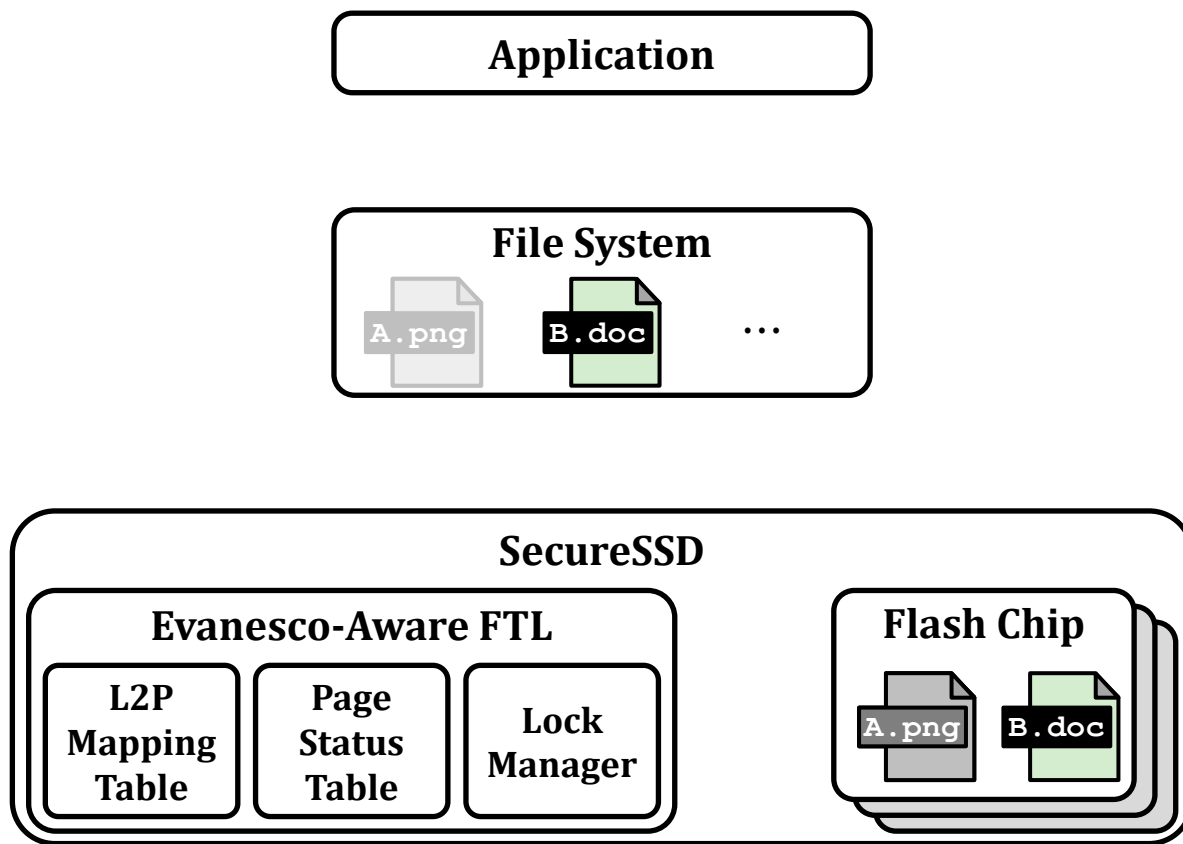 Application
File System
A.png
B.doc
...
SecureSSD
Evanesco-Aware FTL
L2P
Mapping
Table
Page
Status
Table
Lock
Manager
Flash Chip
A.png
B.doc